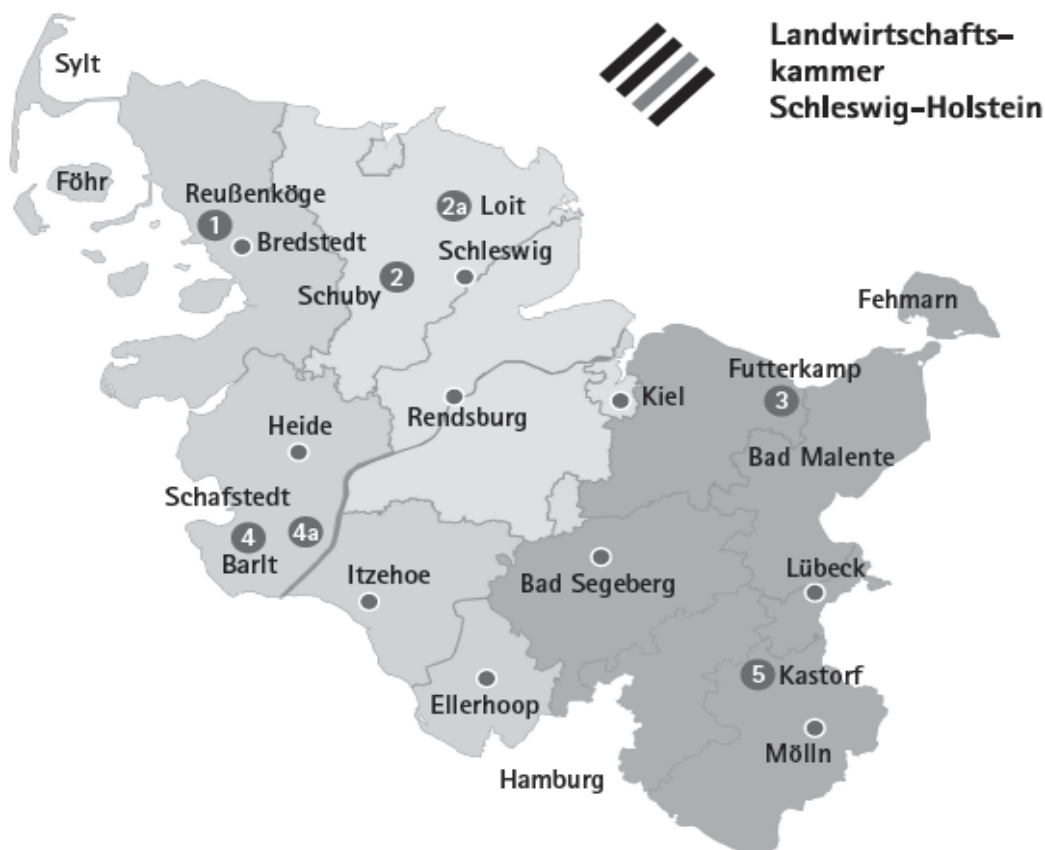 Landwirtschafts-
kammer
Schleswig-Holstein
Sylt
Föhr
Reußenköge
1
Bredstedt
2a Loit
Schleswig
2
Schuby
Fehmarn
Futterkamp
3
Kiel
Rendsburg
Heide
Bad Malente
Schafstedt
4
4a
Barlt
Itzehoe
Bad Segeberg
Lübeck
5 Kastorf
Ellerhoop
Mölln
Hamburg